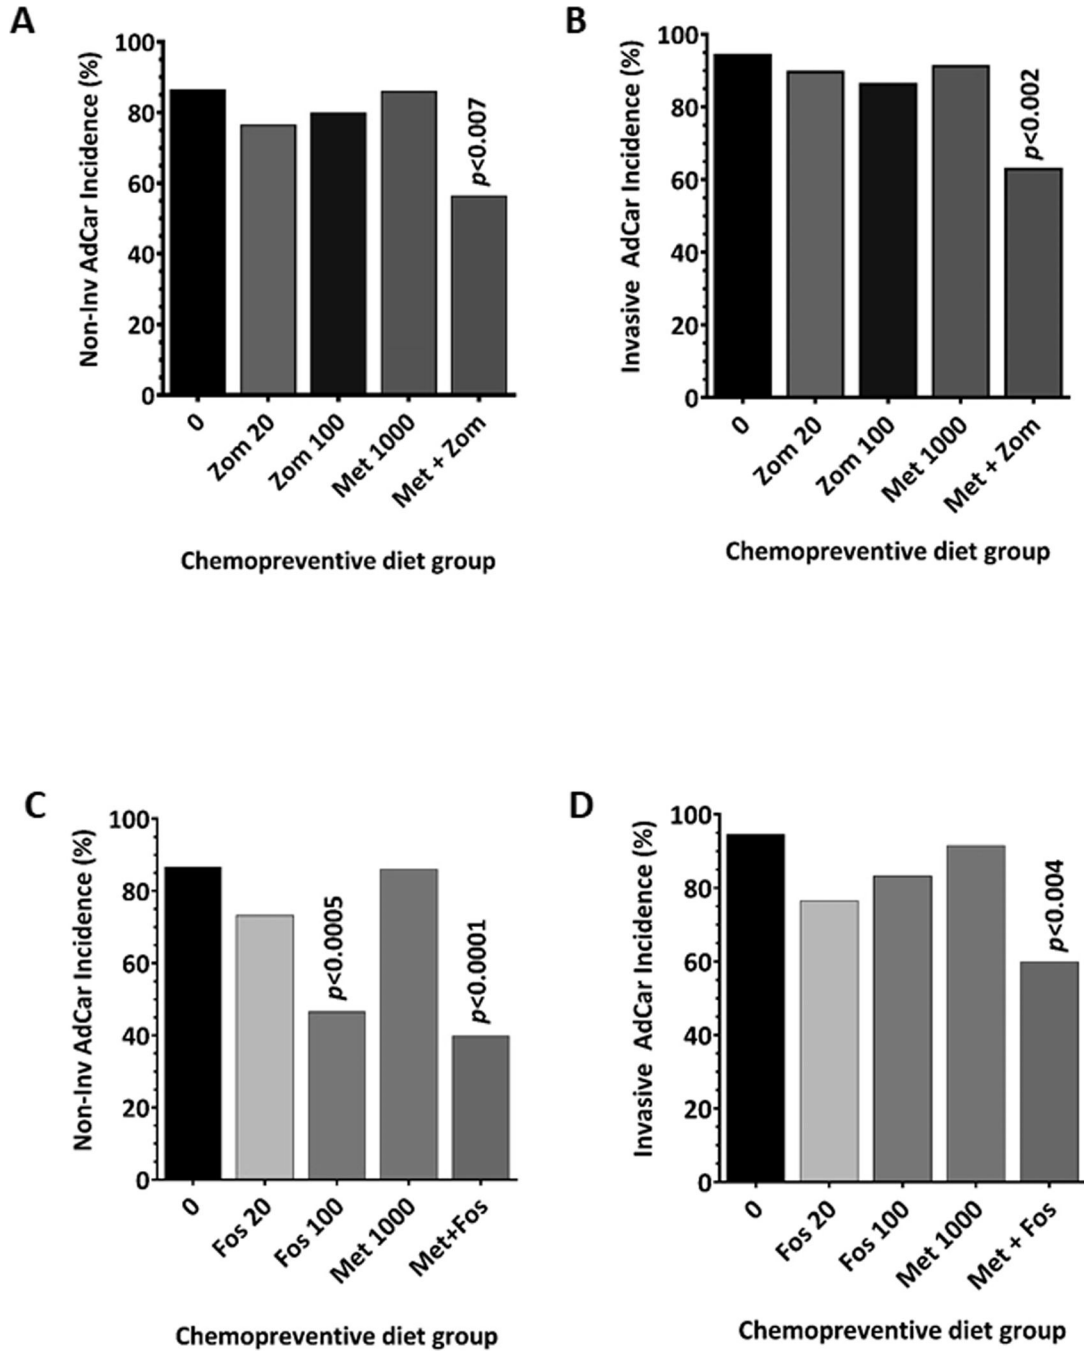 A
Non-Inv AdCar Incidence (%)
100
80
60
40
20
0
p<0.007
0
Zom 20
Zom 100
Met 1000
Met + Zom
Chemopreventive diet group
B
Invasive AdCar Incidence (%)
100
80
60
40
20
0
p<0.002
0
Zom 20
Zom 100
Met 1000
Met + Zom
Chemopreventive diet group
C
Non-Inv AdCar Incidence (%)
100
80
60
40
20
0
p<0.0005
p<0.0001
0
Fos 20
Fos 100
Met 1000
Met+Fos
Chemopreventive diet group
D
Invasive AdCar Incidence (%)
100
80
60
40
20
0
p<0.004
0
Fos 20
Fos 100
Met 1000
Met + Fos
Chemopreventive diet group